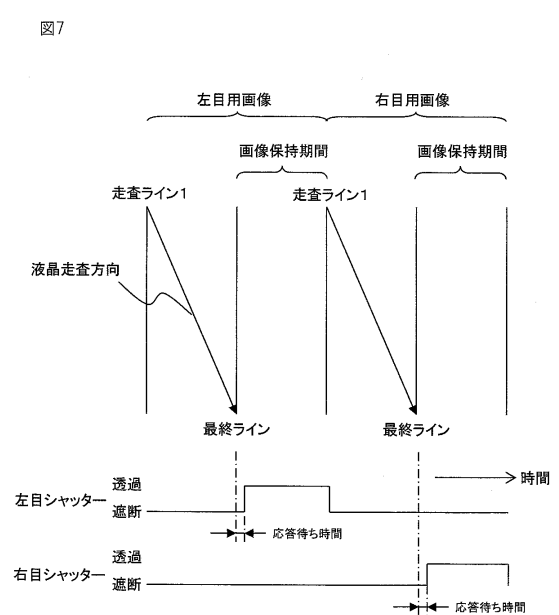 図7
左目用画像
右目用画像
画像保持期間
画像保持期間
走査ライン1
走査ライン1
液晶走査方向
最終ライン
最終ライン
時間
左目シャッター
透過
遮断
応答待ち時間
右目シャッター
透過
遮断
応答待ち時間